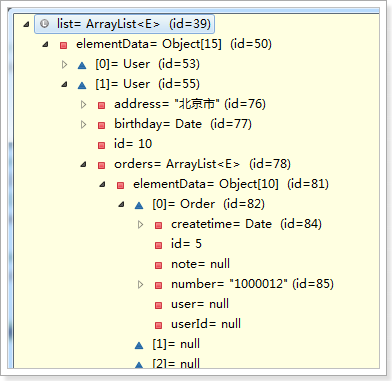 list= ArrayList<E> (id=39)
elementData= Object[15] (id=50)
[0]= User (id=53)
[1]= User (id=55)
address= "北京市" (id=76)
birthday= Date (id=77)
id= 10
orders= ArrayList<E> (id=78)
elementData= Object[10] (id=81)
[0]= Order (id=82)
createtime= Date (id=84)
id= 5
note= null
number= "1000012" (id=85)
user= null
userId= null
[1]= null
[2]= null